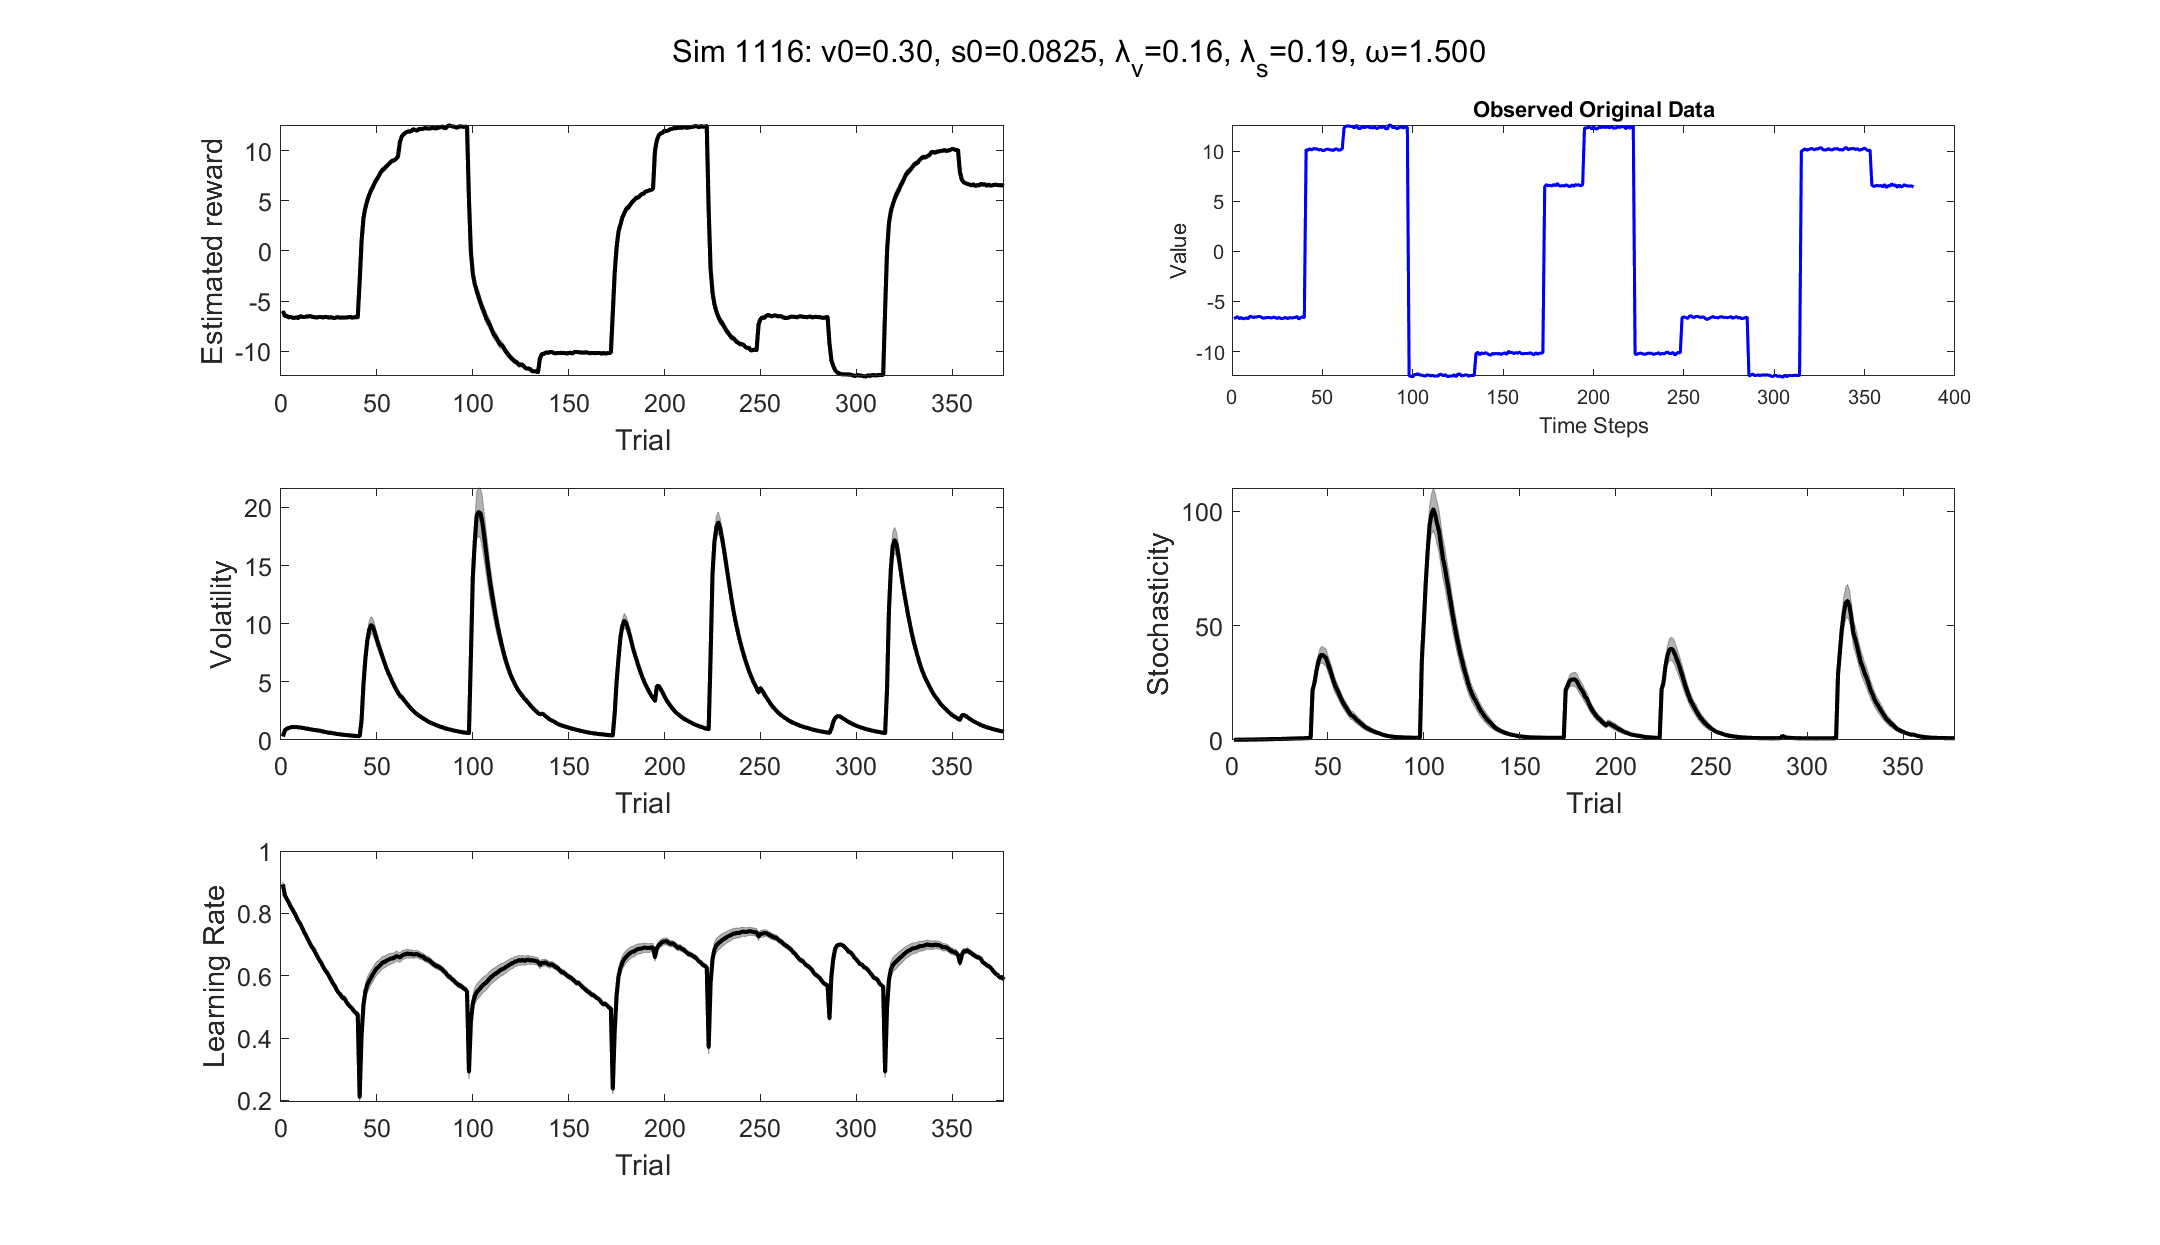 Sim 1116: v0=0.30, s0=0.0825, λ_v=0.16, λ_s=0.19, ω=1.500
Estimated reward
10
5
0
-5
-10
0 50 100 150 200 250 300 350
Trial
Observed Original Data
Value
10
5
0
-5
-10
0 50 100 150 200 250 300 350 400
Time Steps
Volatility
20
15
10
5
0
0 50 100 150 200 250 300 350
Trial
Stochasticity
100
50
0
0 50 100 150 200 250 300 350
Trial
Learning Rate
1
0.8
0.6
0.4
0.2
0 50 100 150 200 250 300 350
Trial